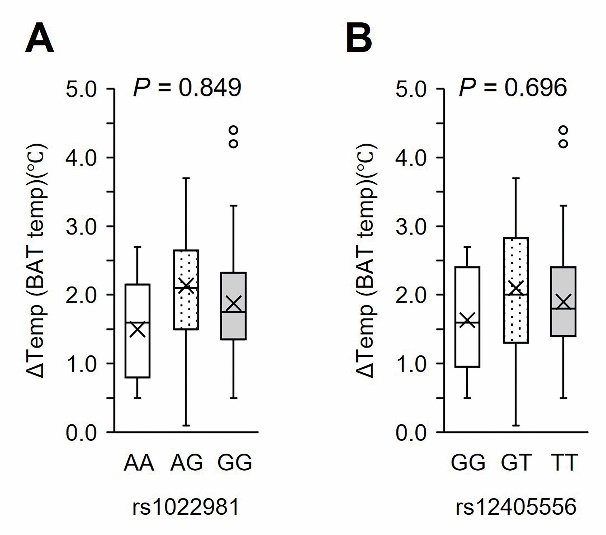 A
P = 0.849
ΔTemp (BAT temp)(℃)
5.0
4.0
3.0
2.0
1.0
0.0
AA AG GG
rs1022981
B
P = 0.696
ΔTemp (BAT temp)(℃)
5.0
4.0
3.0
2.0
1.0
0.0
GG GT TT
rs12405556